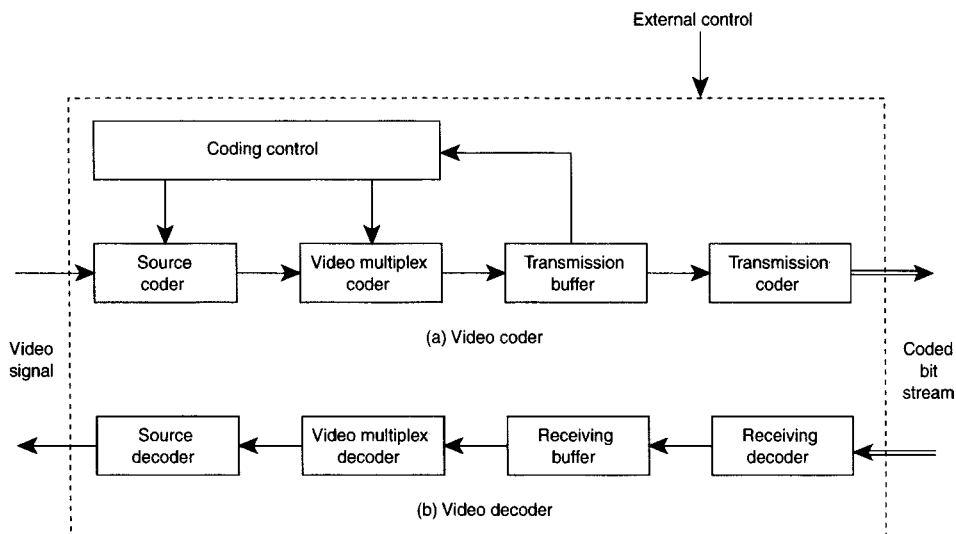 External control
Coding control
Source
coder
Video multiplex
coder
Transmission
buffer
Transmission
coder
(a) Video coder
Video
signal
Coded
bit
stream
Source
decoder
Video multiplex
decoder
Receiving
buffer
Receiving
decoder
(b) Video decoder